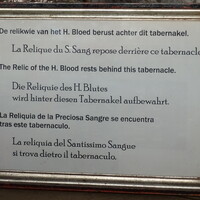 De relikwie van het H. Bloed berust achter dit tabernakel.
La Relique du S. Sang repose derrière ce tabernacle
The Relic of the H. Blood rests behind this tabernacle.
Die Reliquie des H. Blutes
wird hinter diesen Tabernakel aufbewahrt.
La Reliquia de la Preciosa Sangre se encuentra
tras este tabernaculo.
La reliquia del Santissimo Sangue
si trova dietro il tabernaculo.